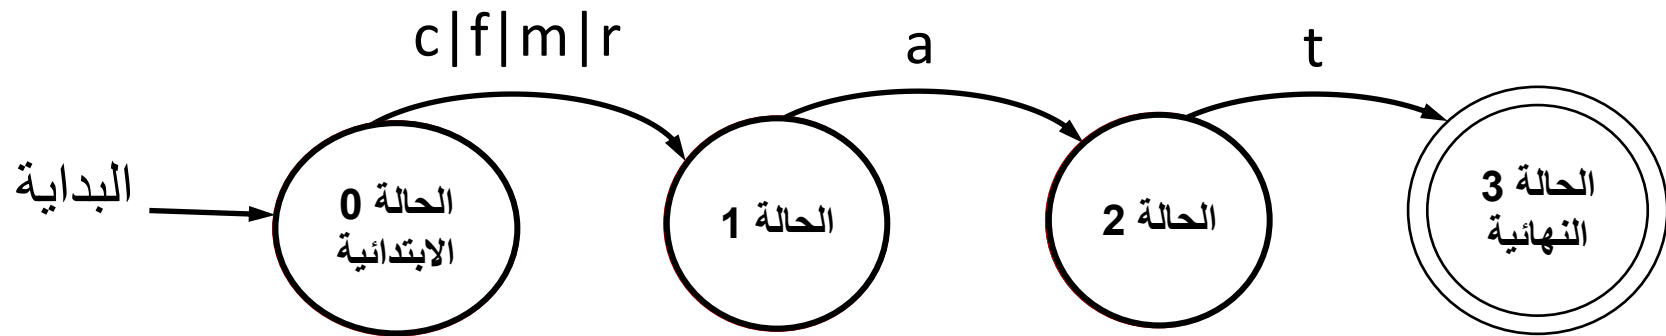 c|f|m|r
a
t
البداية
الحالة 0
الابتدائية
الحالة 1
الحالة 2
الحالة 3
النهائية